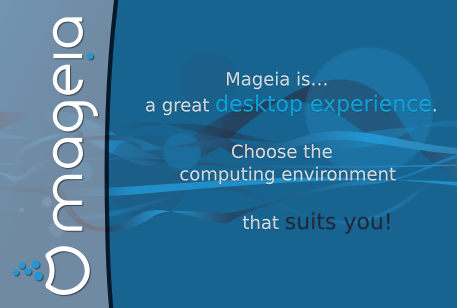 mageia
Mageia is...
a great desktop experience.
Choose the
computing environment
that suits you!